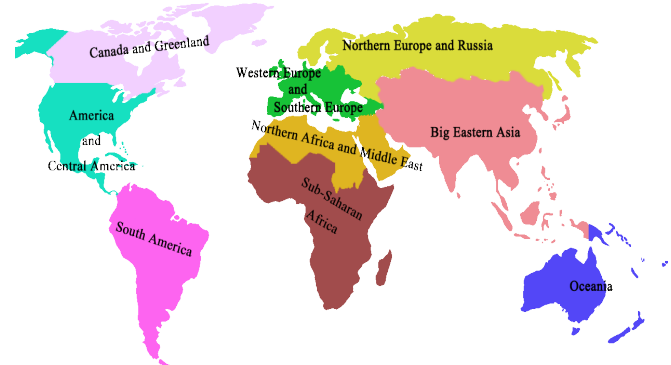 Canada and Greenland
Northern Europe and Russia
Western Europe
and
Southern Europe
America
and
Central America
Northern Africa and Middle East
Big Eastern Asia
Sub-Saharan
Africa
South America
Oceania